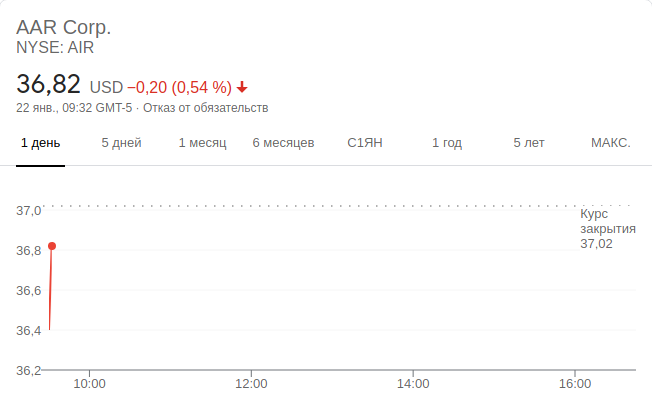 AAR Corp.
NYSE: AIR
36,82 USD −0,20 (0,54 %)
22 янв., 09:32 GMT-5 · Отказ от обязательств
1 день 5 дней 1 месяц 6 месяцев С1ЯН 1 год 5 лет МАКС.
37,0
Курс
закрытия
37,02
36,8
36,6
36,4
36,2
10:00 12:00 14:00 16:00